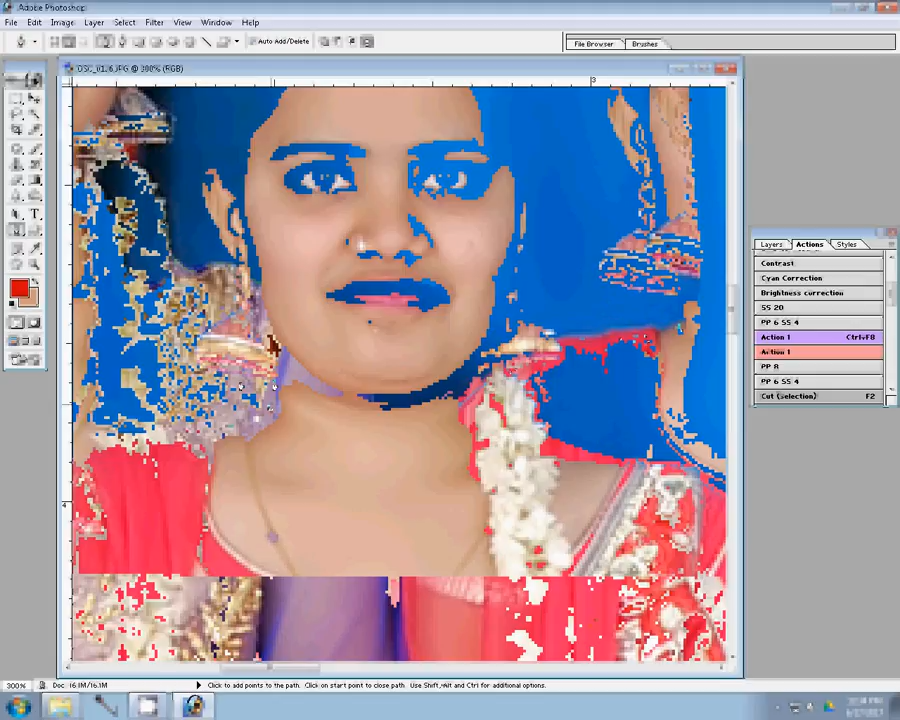 Adobe Photoshop
File Edit Image Layer Select Filter View Window Help
Auto Add/Delete
File Browser Brushes
@ 300% (RGB)
3
Layers Actions Styles
Contrast
Cyan Correction
Brightness correction
SS 20
PP 6 SS 4
Action 1 Ctrl+F8
Action 1
PP 8
PP 6 SS 4
Cut (selection) F2
4
300% Doc: 16.1M/16.1M Click to add points to the path. Click on start point to close path. Use Shift, Alt and Ctrl for additional options.